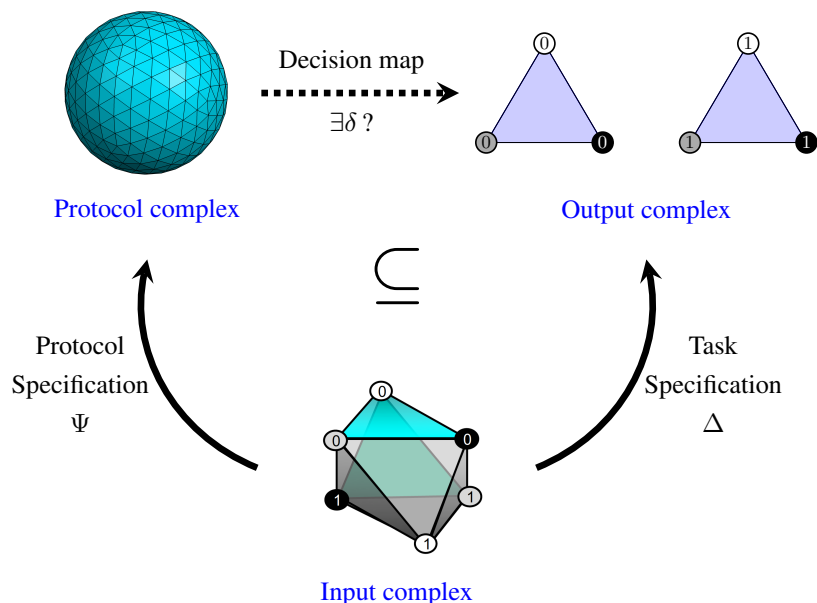 0
1
Decision map
∃δ ?
0
0
1
1
Protocol complex
Output complex
⊆
Protocol
Specification
Ψ
Task
Specification
Δ
0
0
0
1
1
1
Input complex